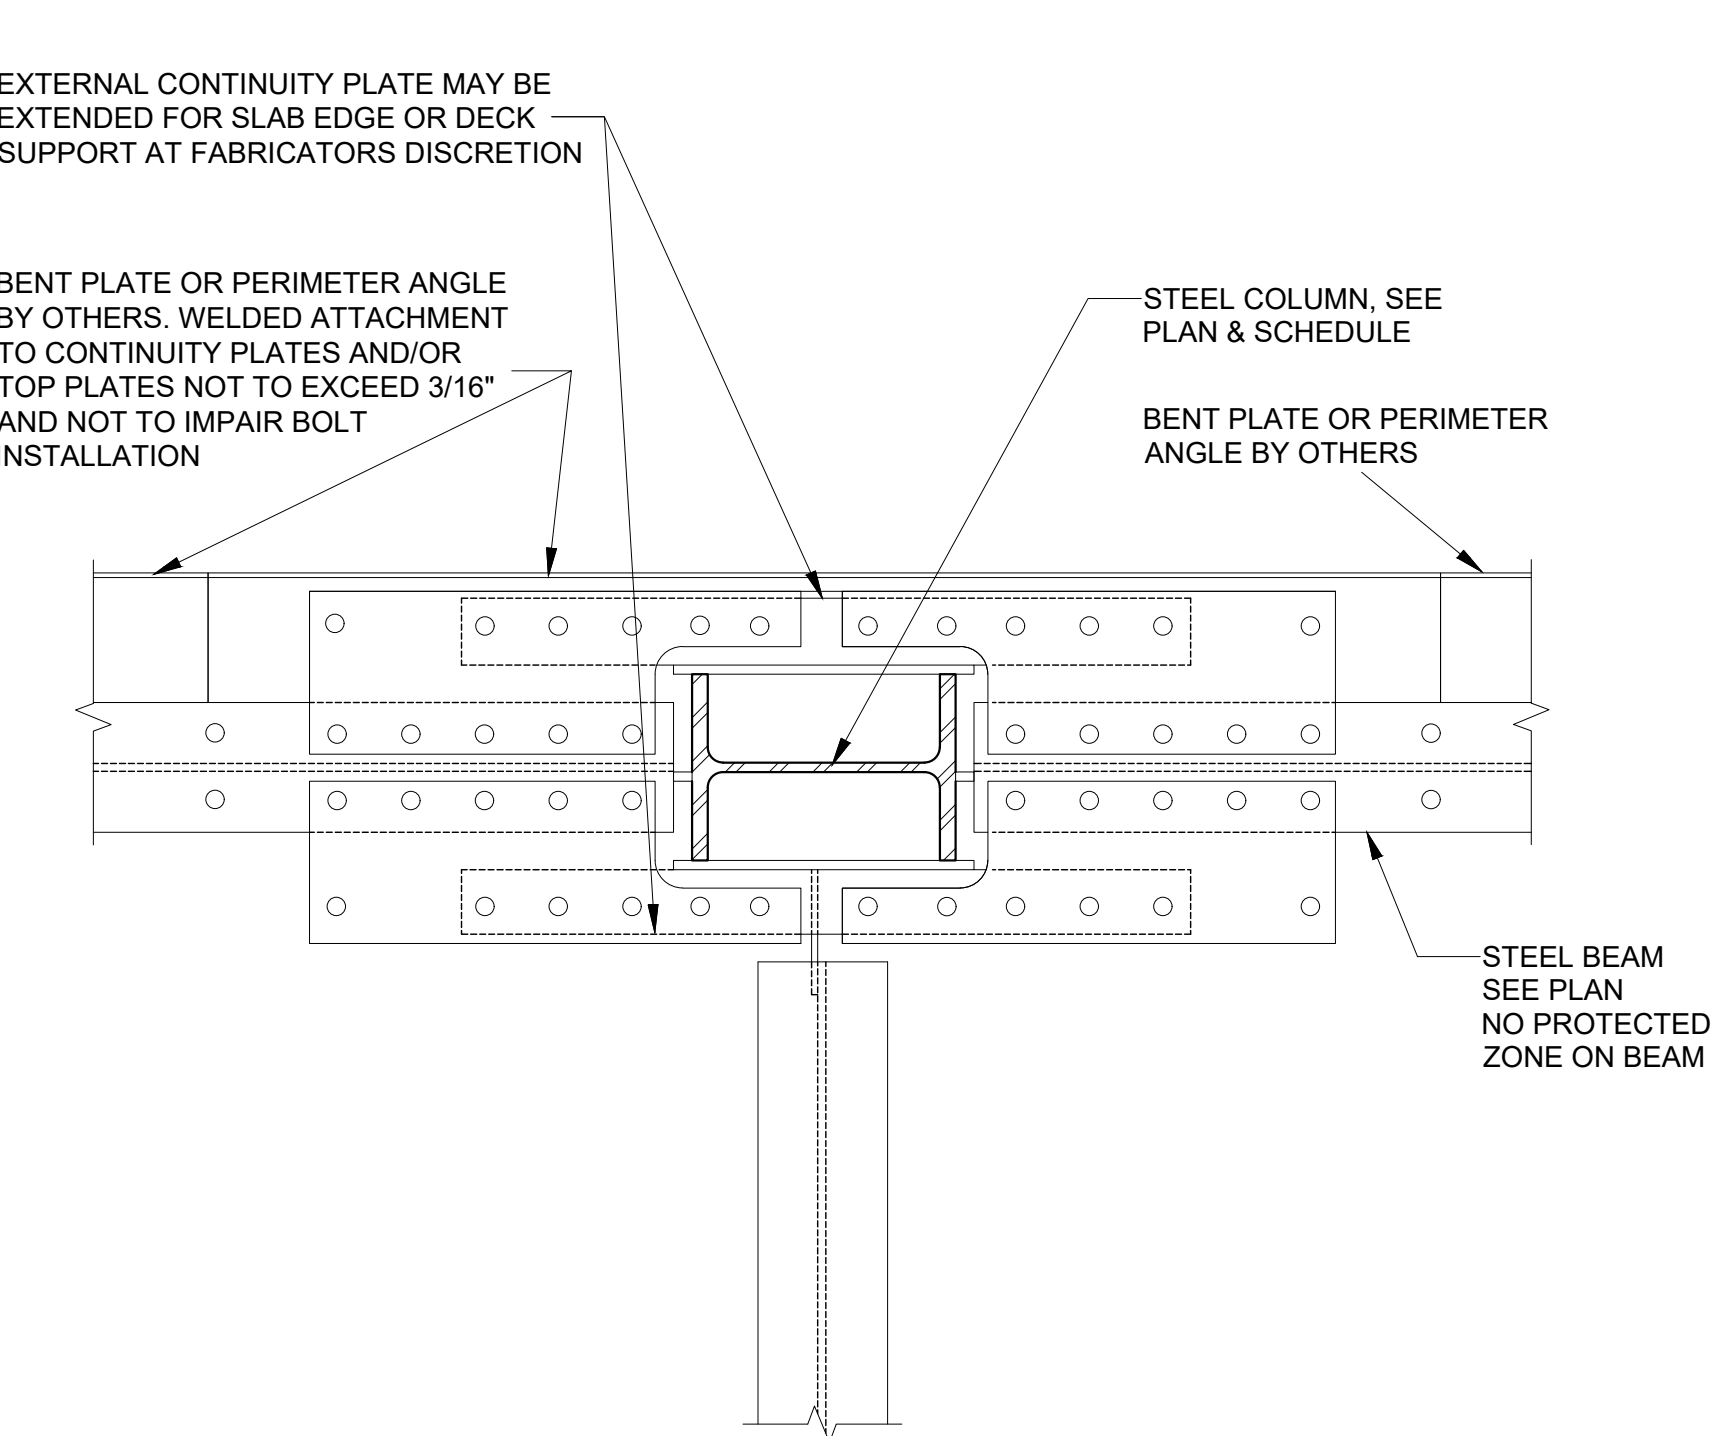 EXTERNAL CONTINUITY PLATE MAY BE
EXTENDED FOR SLAB EDGE OR DECK
SUPPORT AT FABRICATORS DISCRETION
BENT PLATE OR PERIMETER ANGLE
BY OTHERS. WELDED ATTACHMENT
TO CONTINUITY PLATES AND/OR
TOP PLATES NOT TO EXCEED 3/16"
AND NOT TO IMPAIR BOLT
INSTALLATION
STEEL COLUMN, SEE
PLAN & SCHEDULE
BENT PLATE OR PERIMETER
ANGLE BY OTHERS
STEEL BEAM
SEE PLAN
NO PROTECTED
ZONE ON BEAM